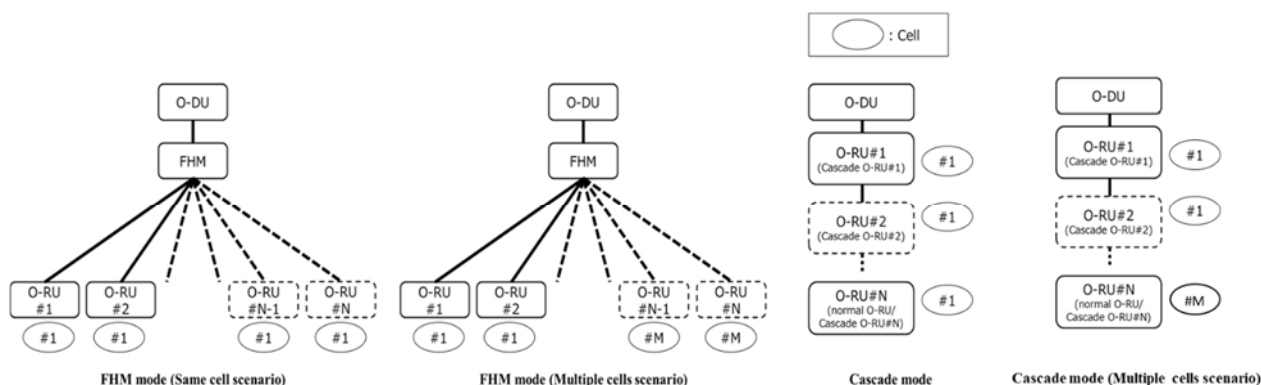 : Cell
O-DU
FHM
O-RU
#1
O-RU
#2
O-RU
#N-1
O-RU
#N
#1
#1
#1
#1
FHM mode (Same cell scenario)
O-DU
FHM
O-RU
#1
O-RU
#2
O-RU
#N-1
O-RU
#N
#1
#1
#M
#M
FHM mode (Multiple cells scenario)
O-DU
O-RU#1
(Cascade O-RU#1)
#1
O-RU#2
(Cascade O-RU#2)
#1
O-RU#N
(normal O-RU/
Cascade O-RU#N)
#1
Cascade mode
O-DU
O-RU#1
(Cascade O-RU#1)
#1
O-RU#2
(Cascade O-RU#2)
#1
O-RU#N
(normal O-RU/
Cascade O-RU#N)
#M
Cascade mode (Multiple cells scenario)